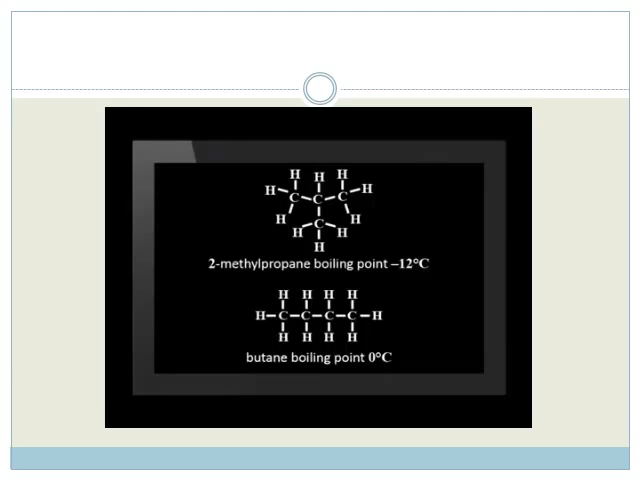 H H H
H C C C H
H C H
H H
H
2-methylpropane boiling point –12°C
H H H H
H C C C C H
H H H H
butane boiling point 0°C